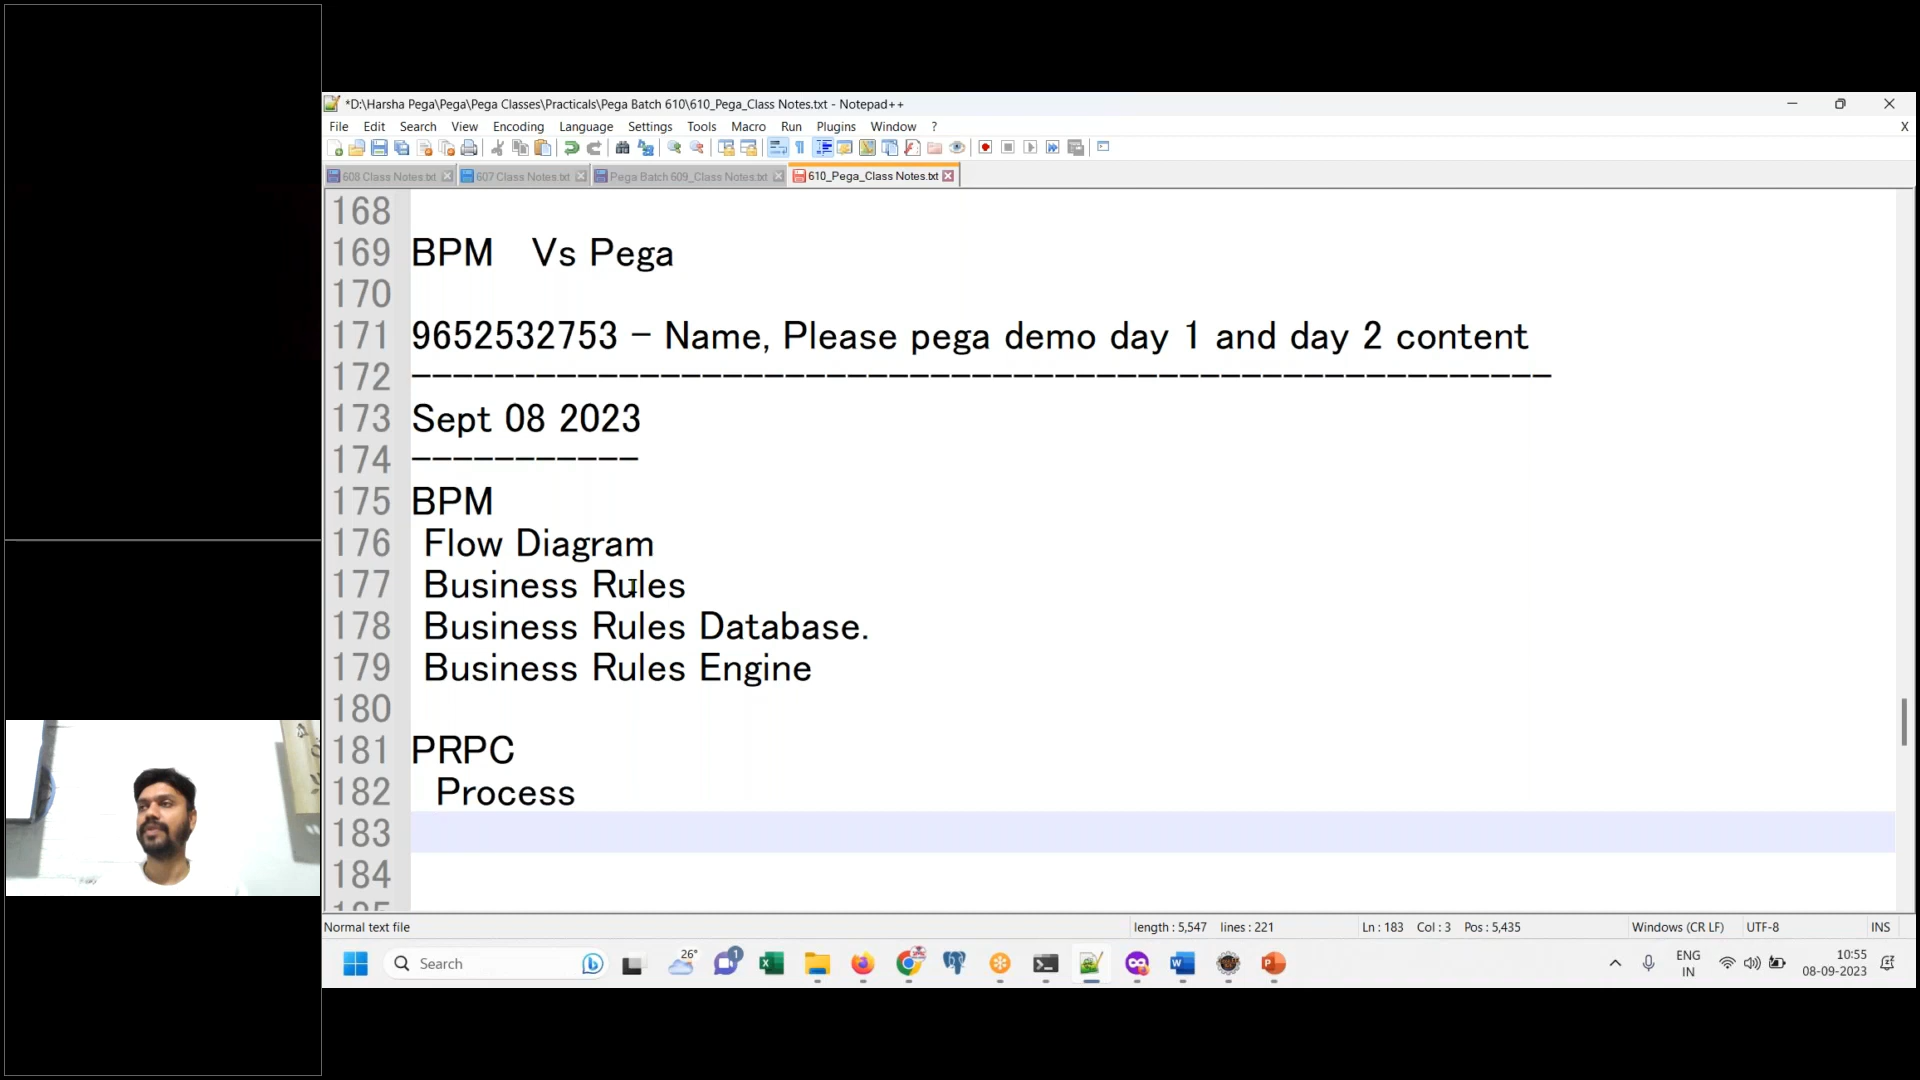 *D:\Harsha Pega\Pega\Pega Classes\Practicals\Pega Batch 610\610_Pega_Class Notes.txt - Notepad++
File Edit Search View Encoding Language Settings Tools Macro Run Plugins Window ? X
608 Class Notes.txt 607 Class Notes.txt Pega Batch 609_Class Notes.txt 610_Pega_Class Notes.txt
168
169 BPM Vs Pega
170
171 9652532753 - Name, Please pega demo day 1 and day 2 content
172 -------------------------------------------------------
173 Sept 08 2023
174 -----------
175 BPM
176 Flow Diagram
177 Business Rules
178 Business Rules Database.
179 Business Rules Engine
180
181 PRPC
182 Process
183
184
185
Normal text file length : 5,547 lines : 221 Ln : 183 Col : 3 Pos : 5,435 Windows (CR LF) UTF-8 INS
Search 26° 1 ENG 10:55
IN 08-09-2023